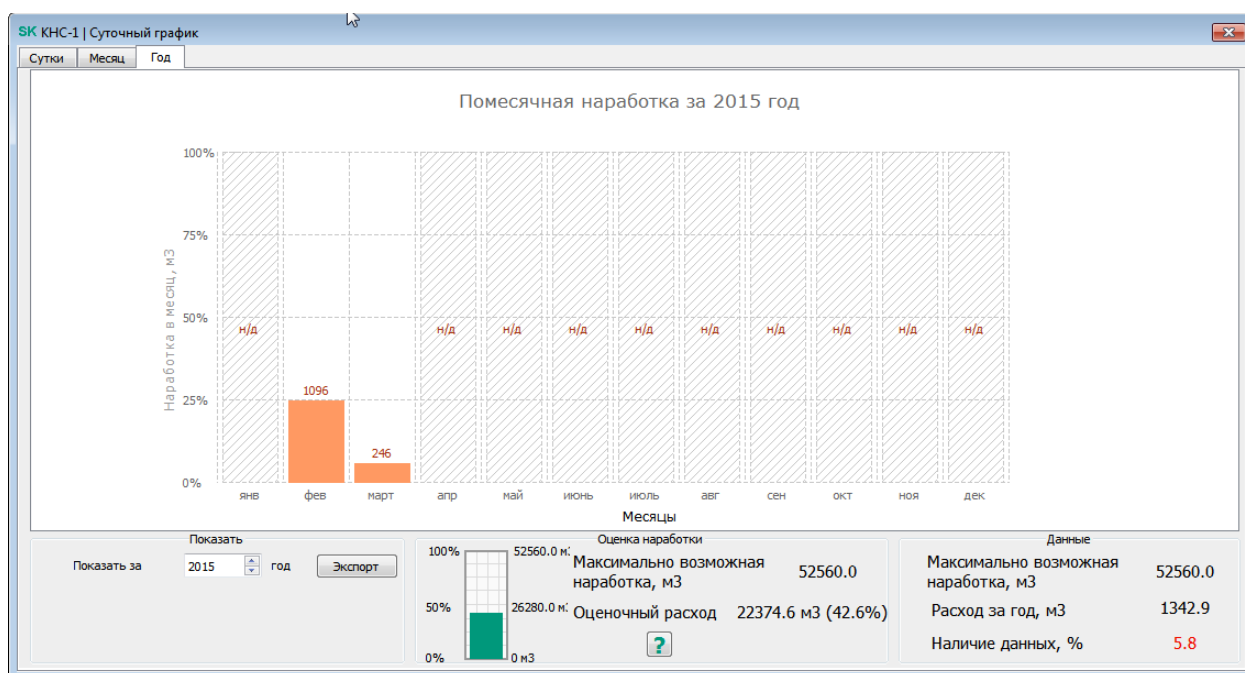 SK КНС-1 | Суточный график
Сутки Месяц Год
Помесячная наработка за 2015 год
Наработка в месяц, м3
100%
75%
50%
25%
0%
н/д н/д н/д н/д н/д н/д н/д н/д н/д н/д
1096
246
янв фев март апр май июнь июль авг сен окт ноя дек
Месяцы
Показать
Показать за 2015 год Экспорт
Оценка наработки
100% 52560.0 м:
50% 26280.0 м:
0% 0 м3
Максимально возможная
наработка, м3 52560.0
Оценочный расход 22374.6 м3 (42.6%)
?
Данные
Максимально возможная
наработка, м3 52560.0
Расход за год, м3 1342.9
Наличие данных, % 5.8